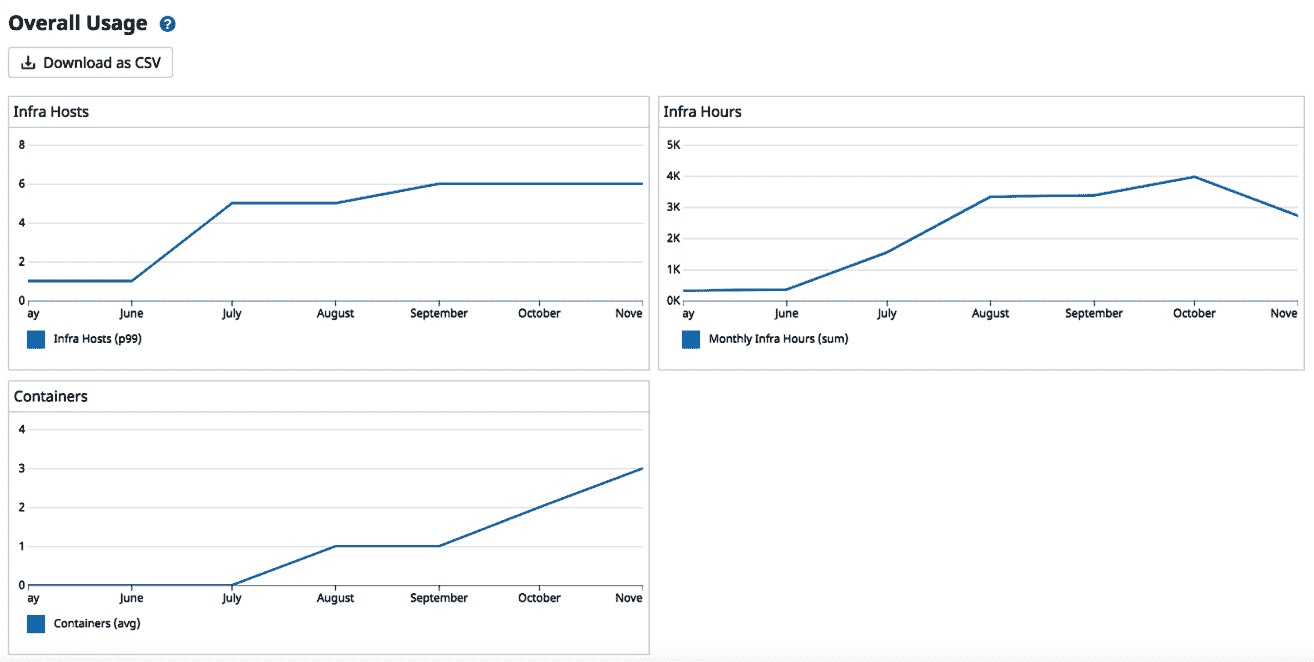 Overall Usage ?
Download as CSV
Infra Hosts
8
6
4
2
0
ay June July August September October Nove
Infra Hosts (p99)
Infra Hours
5K
4K
3K
2K
1K
0K
ay June July August September October Nove
Monthly Infra Hours (sum)
Containers
4
3
2
1
0
ay June July August September October Nove
Containers (avg)